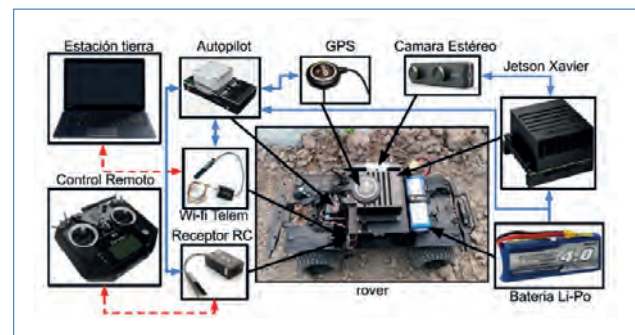 Estación tierra
Autopilot
GPS
Camara Estéreo
Jetson Xavier
Control Remoto
Wi-fi Telem
Receptor RC
rover
4.0
Bateria Li-Po